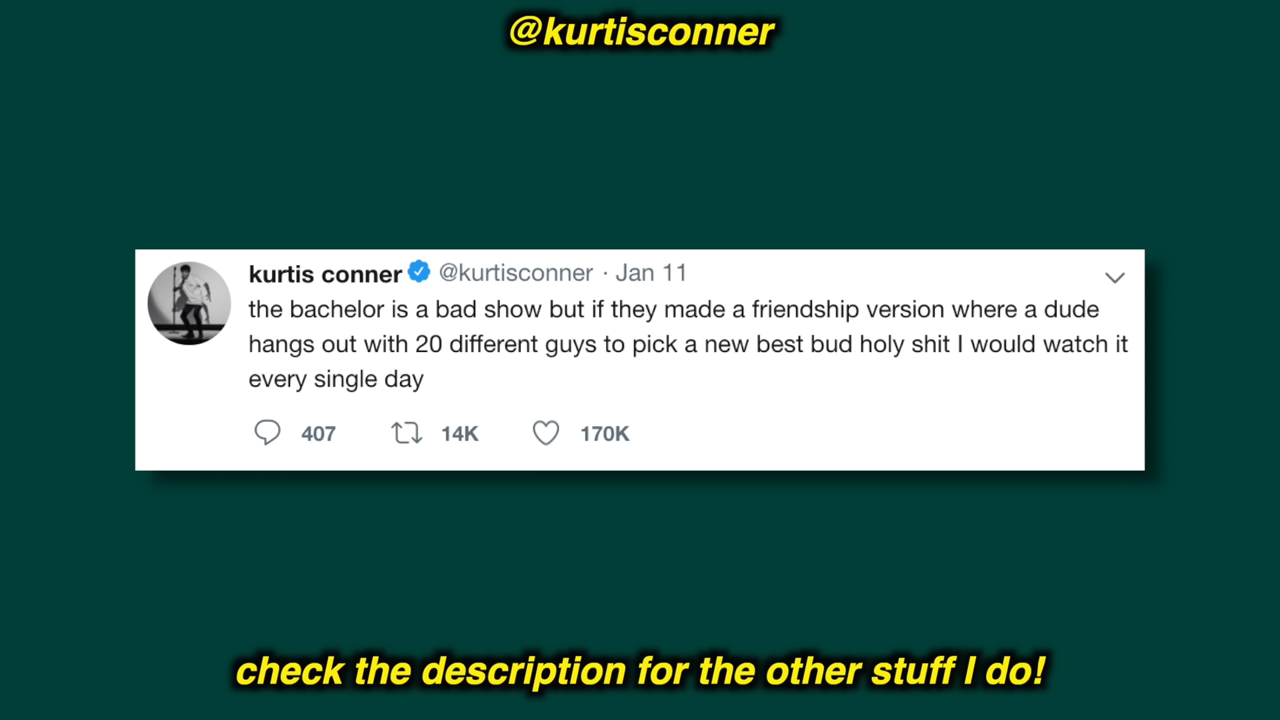 @kurtisconner
kurtis conner @kurtisconner · Jan 11
the bachelor is a bad show but if they made a friendship version where a dude
hangs out with 20 different guys to pick a new best bud holy shit I would watch it
every single day
407 14K 170K
check the description for the other stuff I do!